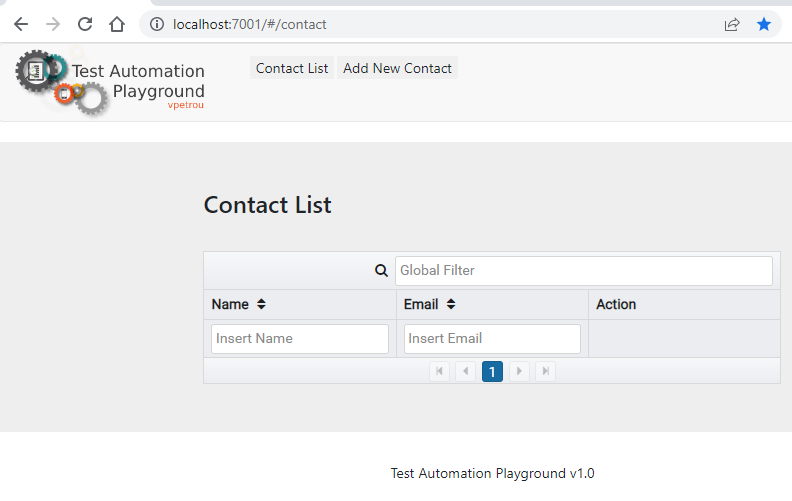 localhost:7001/#/contact
Test Automation
Playground
vpetrou
Contact List
Add New Contact
Contact List
Global Filter
Name
Email
Action
Insert Name
Insert Email
1
Test Automation Playground v1.0